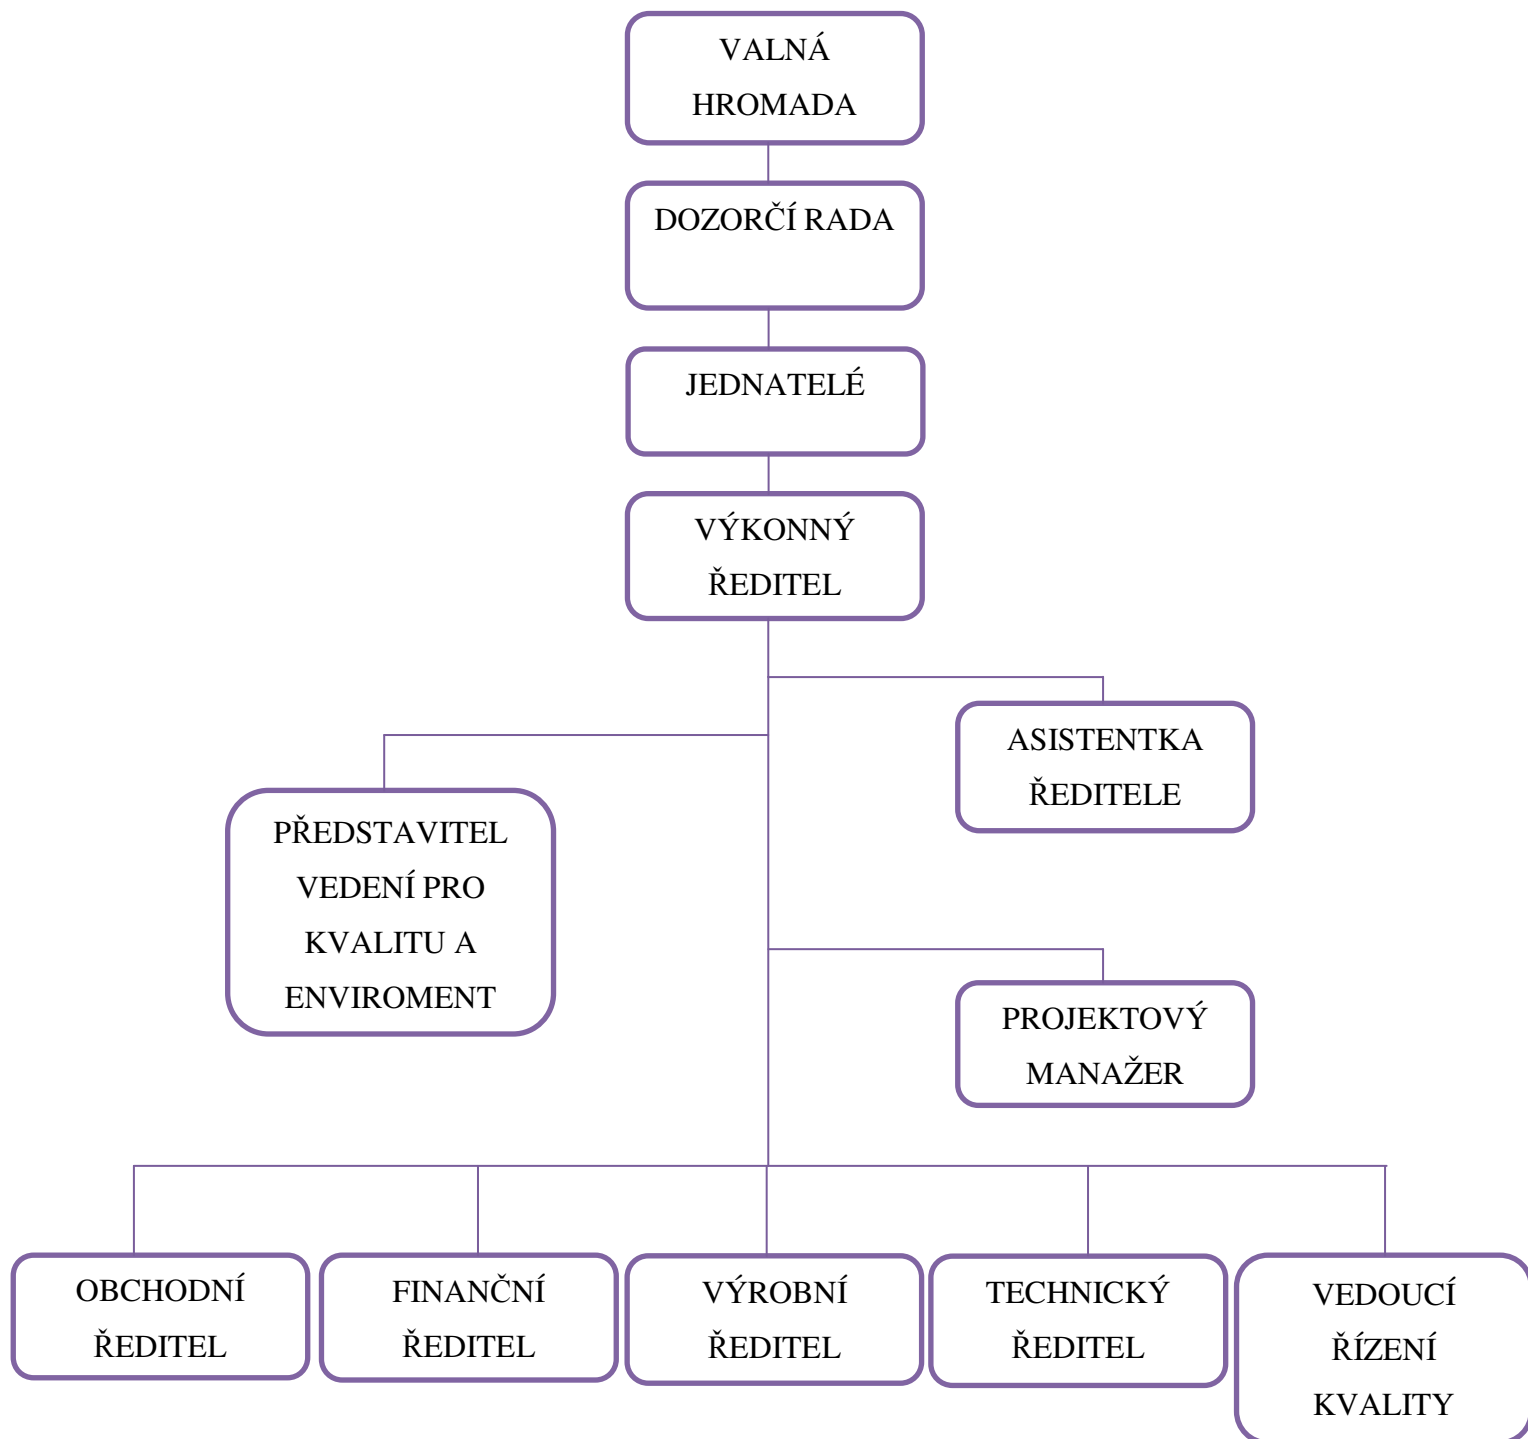 VALNÁ
HROMADA
DOZORČÍ RADA
JEDNATELÉ
VÝKONNÝ
ŘEDITEL
ASISTENTKA
ŘEDITELE
PŘEDSTAVITEL
VEDENÍ PRO
KVALITU A
ENVIROMENT
PROJEKTOVÝ
MANAŽER
OBCHODNÍ
ŘEDITEL
FINANČNÍ
ŘEDITEL
VÝROBNÍ
ŘEDITEL
TECHNICKÝ
ŘEDITEL
VEDOUCÍ
ŘÍZENÍ
KVALITY